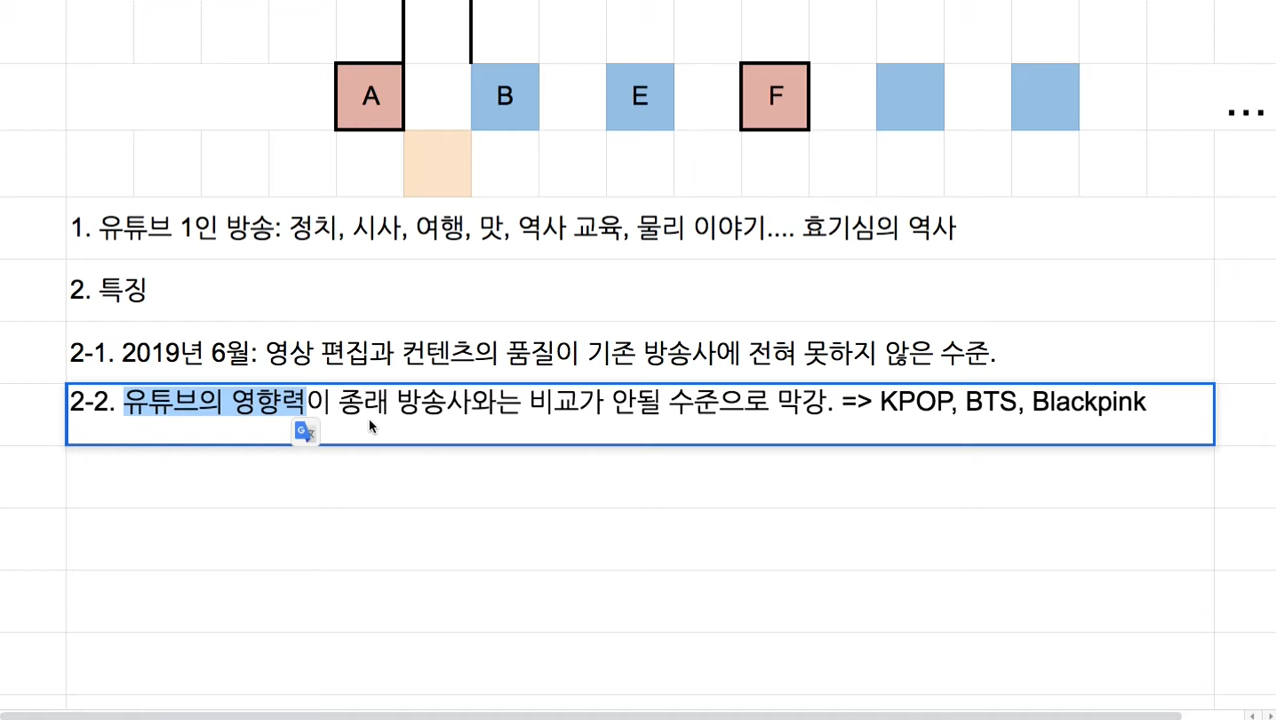 A B E F ...
1. 유튜브 1인 방송: 정치, 시사, 여행, 맛, 역사 교육, 물리 이야기.... 효기심의 역사
2. 특징
2-1. 2019년 6월: 영상 편집과 컨텐츠의 품질이 기존 방송사에 전혀 못하지 않은 수준.
2-2. 유튜브의 영향력이 종래 방송사와는 비교가 안될 수준으로 막강. => KPOP, BTS, Blackpink